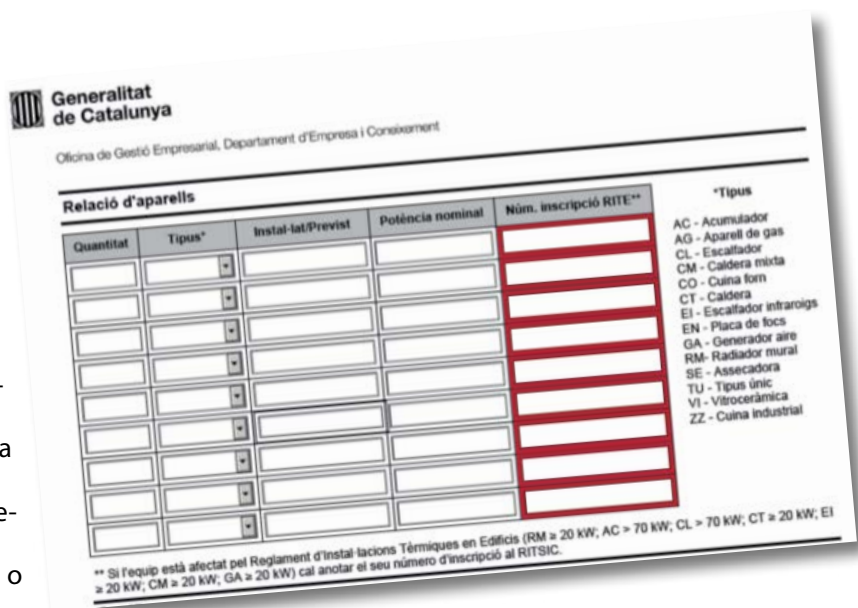 Generalitat
de Catalunya
Oficina de Gestió Empresarial, Departament d'Empresa i Coneixement
Relació d'aparells
Quantitat Tipus* Instal·lat/Previst Potència nominal Núm. inscripció RITE**
*Tipus
AC - Acumulador
AG - Aparell de gas
CL - Escalfador
CM - Caldera mixta
CO - Cuina forn
CT - Caldera
EI - Escalfador infraroigs
EN - Placa de focs
GA - Generador aire
RM- Radiador mural
SE - Assecadora
TU - Tipus únic
VI - Vitroceràmica
ZZ - Cuina industrial
** Si l'equip està afectat pel Reglament d'Instal·lacions Tèrmiques en Edificis (RM ≥ 20 kW; AC > 70 kW; CL > 70 kW; CT ≥ 20 kW; EI
≥ 20 kW; CM ≥ 20 kW; GA ≥ 20 kW) cal anotar el seu número d'inscripció al RITSIC.
-
a
e-
o